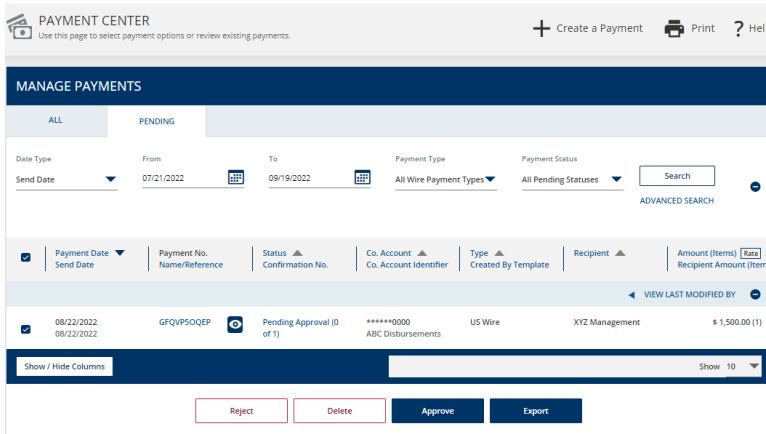 PAYMENT CENTER
Use this page to select payment options or review existing payments.
Create a Payment
Print
? Hel
MANAGE PAYMENTS
ALL
PENDING
Date Type
From
To
Payment Type
Payment Status
Send Date
07/21/2022
09/19/2022
All Wire Payment Types
All Pending Statuses
Search
ADVANCED SEARCH
Payment Date
Send Date
Payment No.
Name/Reference
Status
Confirmation No.
Co. Account
Co. Account Identifier
Type
Created By Template
Recipient
Amount (Items) Rate
Recipient Amount (Item
VIEW LAST MODIFIED BY
08/22/2022
08/22/2022
GFQVP5OQEP
Pending Approval (0
of 1)
******0000
ABC Disbursements
US Wire
XYZ Management
$ 1,500.00 (1)
Show / Hide Columns
Show 10
Reject
Delete
Approve
Export